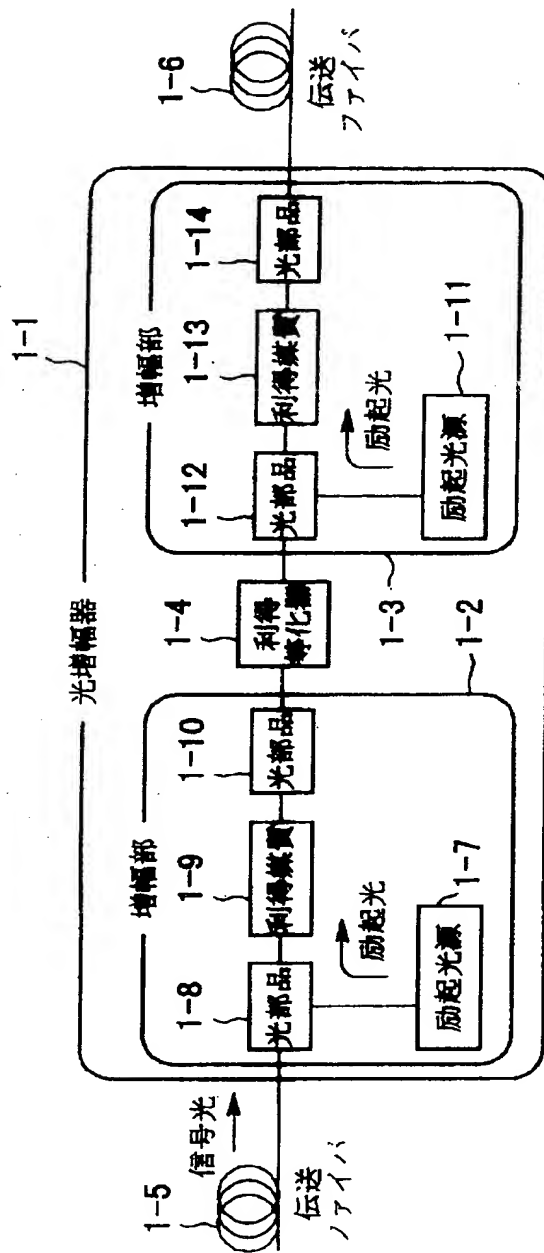 1-1
光増幅器
増幅部
1-10
1-9
1-8
光部品
利得媒質
光部品
励起光
1-7
励起光源
1-2
1-4
利得
等化器
1-3
増幅部
1-14
1-13
1-12
光部品
利得媒質
光部品
励起光
1-11
励起光源
1-5
信号光
伝送
ファイバ
1-6
伝送
ファイバ